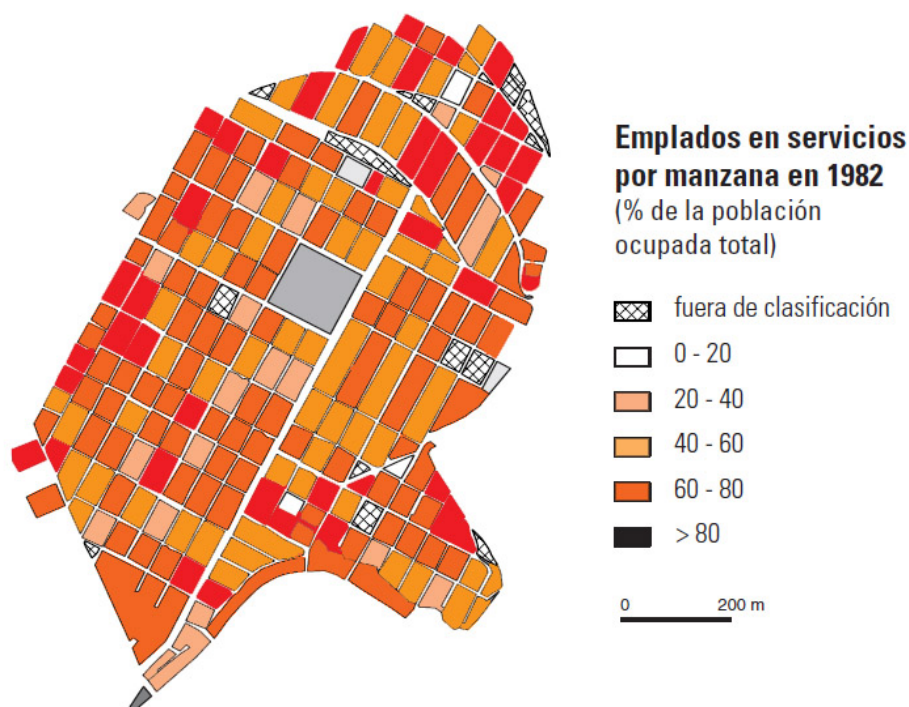 Emplados en servicios
por manzana en 1982
(% de la población
ocupada total)
fuera de clasificación
0 - 20
20 - 40
40 - 60
60 - 80
> 80
0 200 m